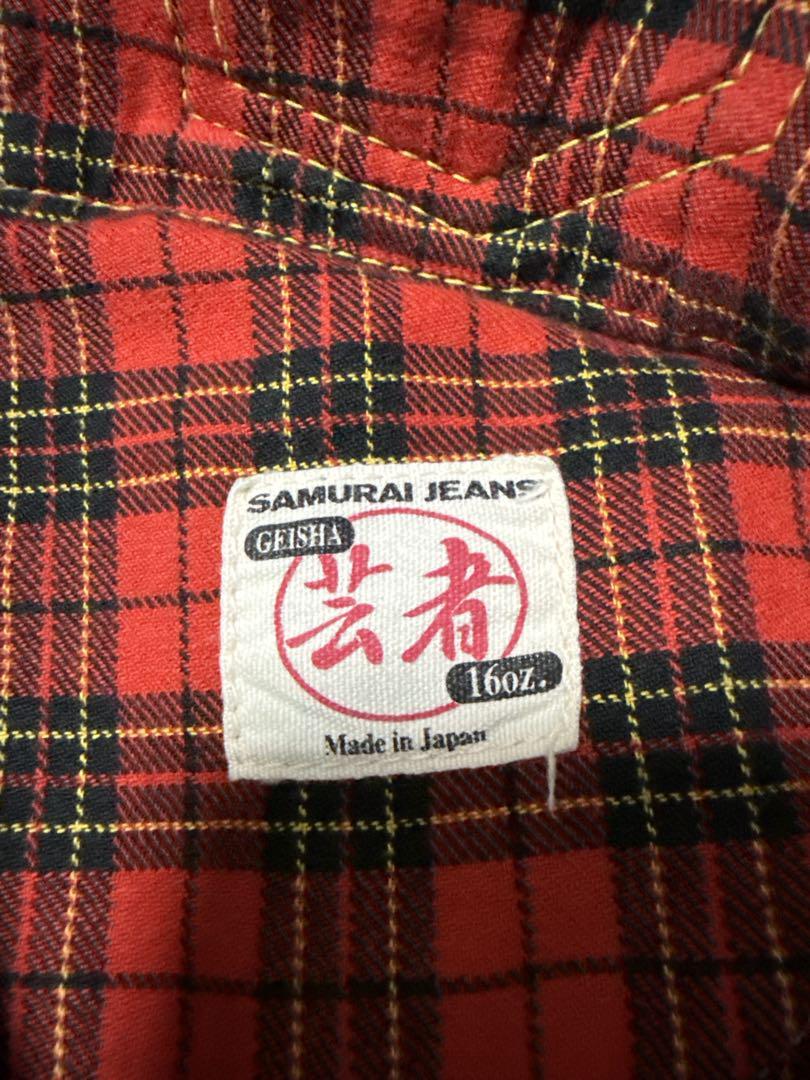 SAMURAI JEANS
GEISHA
芸者
16oz.
Made in Japan